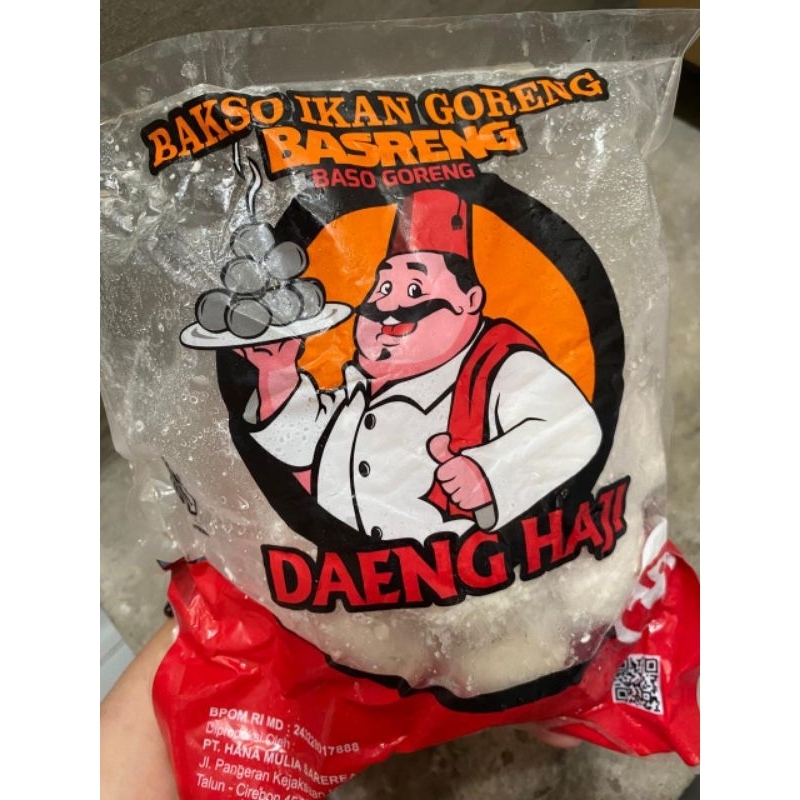 BAKSO IKAN GORENG
BASRENG
BASO GORENG
DAENG HAJI
BPOM RI MD :
Diproduksi Oleh :
PT. HANA MULIA
Jl. Pangeran
Talun - Cirebon